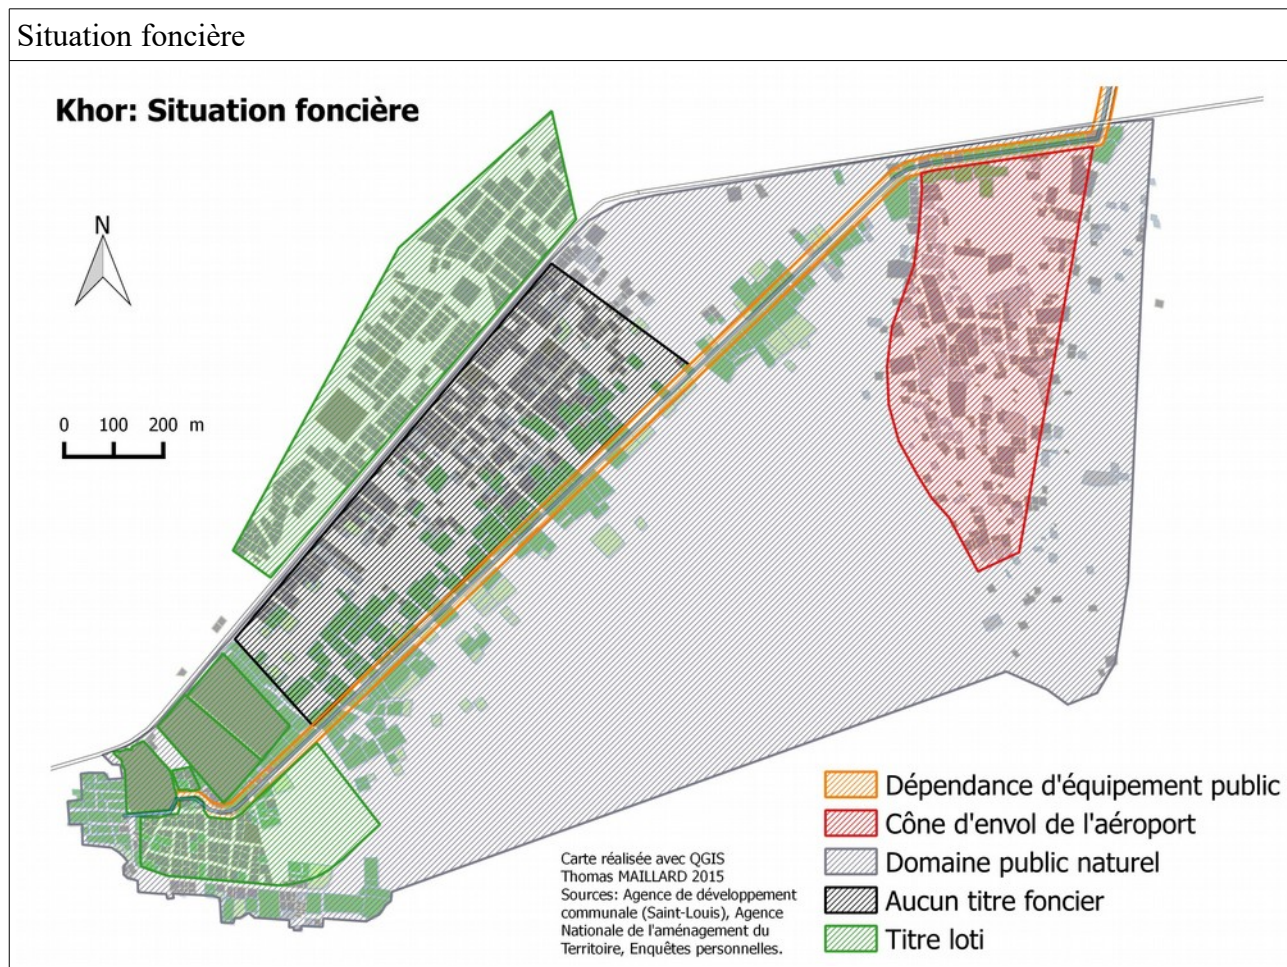 Situation foncière
Khor: Situation foncière
N
0 100 200 m
Dépendance d'équipement public
Cône d'envol de l'aéroport
Domaine public naturel
Aucun titre foncier
Titre loti
Carte réalisée avec QGIS
Thomas MAILLARD 2015
Sources: Agence de développement
communale (Saint-Louis), Agence
Nationale de l'aménagement du
Territoire, Enquêtes personnelles.